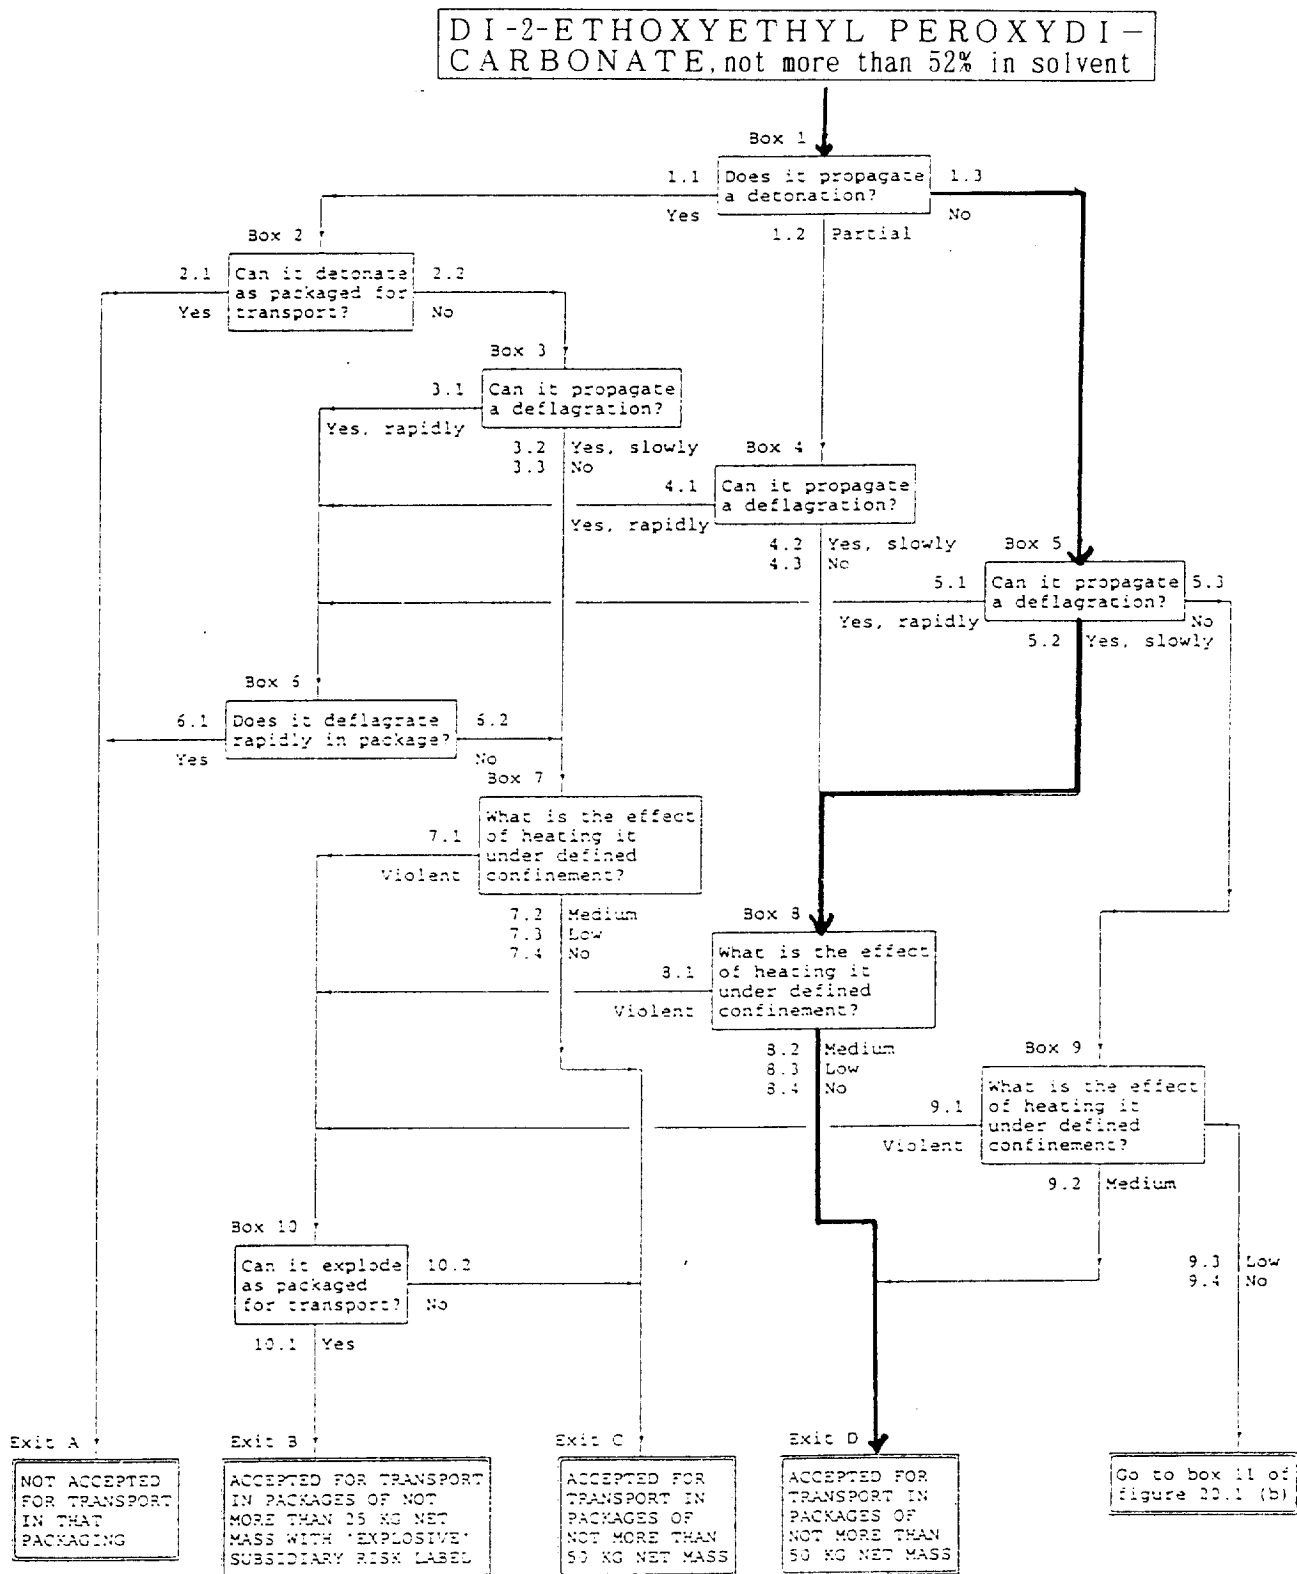 DI-2-ETHOXYETHYL PEROXYDI-
CARBONATE, not more than 52% in solvent
Box 1
1.1
Does it propagate
a detonation?
1.3
Yes
No
1.2 Partial
Box 2
2.1
Can it detonate
as packaged for
transport?
2.2
Yes
No
Box 3
3.1
Can it propagate
a deflagration?
Yes, rapidly
3.2 Yes, slowly
3.3 No
Box 4
4.1
Can it propagate
a deflagration?
Yes, rapidly
4.2 Yes, slowly
4.3 No
Box 5
5.1
Can it propagate
a deflagration?
5.3
Yes, rapidly
No
5.2 Yes, slowly
Box 6
6.1
Does it deflagrate
rapidly in package?
6.2
Yes
No
Box 7
7.1
What is the effect
of heating it
under defined
confinement?
Violent
7.2 Medium
7.3 Low
7.4 No
Box 8
8.1
What is the effect
of heating it
under defined
confinement?
Violent
8.2 Medium
8.3 Low
8.4 No
Box 9
9.1
What is the effect
of heating it
under defined
confinement?
Violent
9.2 Medium
9.3 Low
9.4 No
Box 10
Can it explode
as packaged
for transport?
10.2
No
10.1 Yes
Exit A
NOT ACCEPTED
FOR TRANSPORT
IN THAT
PACKAGING
Exit B
ACCEPTED FOR TRANSPORT
IN PACKAGES OF NOT
MORE THAN 25 KG NET
MASS WITH 'EXPLOSIVE'
SUBSIDIARY RISK LABEL
Exit C
ACCEPTED FOR
TRANSPORT IN
PACKAGES OF
NOT MORE THAN
50 KG NET MASS
Exit D
ACCEPTED FOR
TRANSPORT IN
PACKAGES OF
NOT MORE THAN
50 KG NET MASS
Go to box 11 of
figure 20.1 (b)